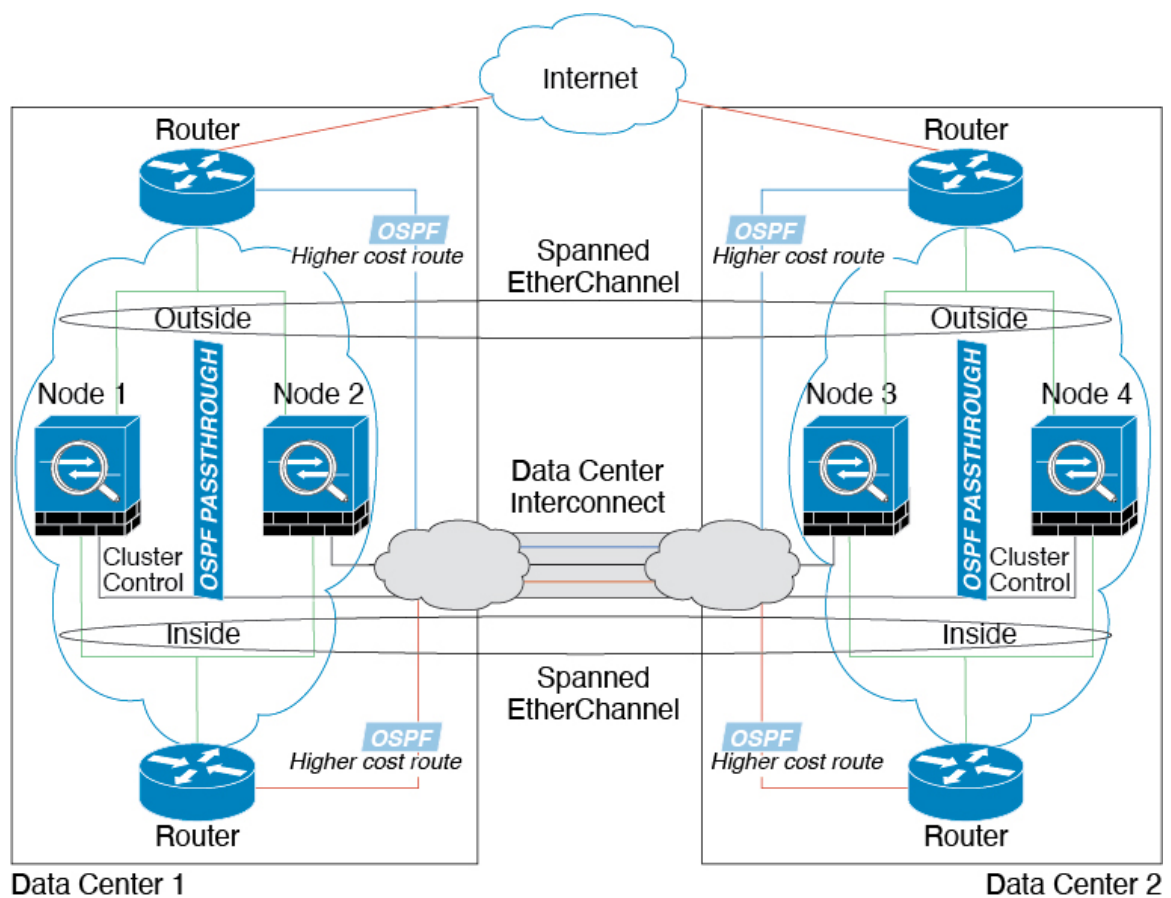 Internet
Router
Router
OSPF
Higher cost route
Spanned
EtherChannel
OSPF
Higher cost route
Outside
Outside
Node 1
OSPF PASSTHROUGH
Node 2
Node 3
OSPF PASSTHROUGH
Node 4
Data Center
Interconnect
Cluster
Control
Cluster
Control
Inside
Inside
Spanned
EtherChannel
OSPF
Higher cost route
OSPF
Higher cost route
Router
Router
Data Center 1
Data Center 2